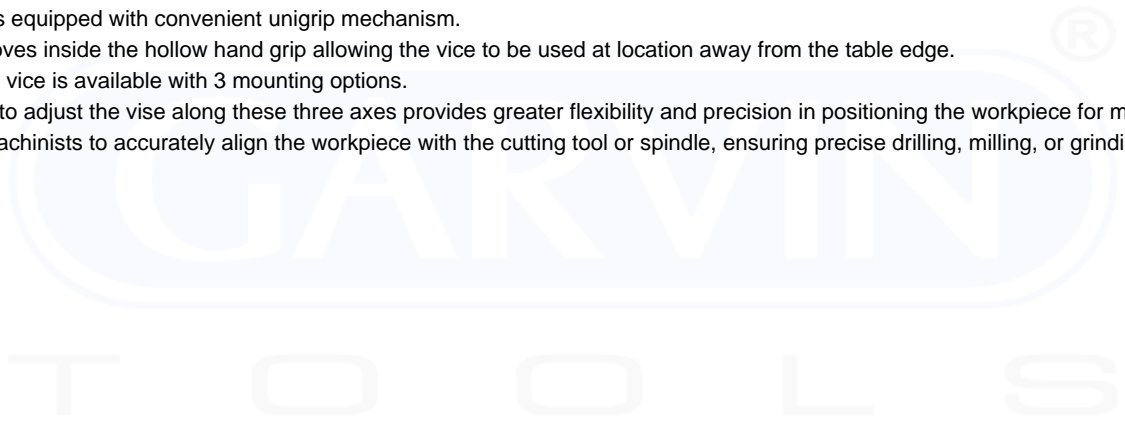 s equipped with convenient unigrip mechanism.
oves inside the hollow hand grip allowing the vice to be used at location away from the table edge.
vice is available with 3 mounting options.
to adjust the vise along these three axes provides greater flexibility and precision in positioning the workpiece for m
achinists to accurately align the workpiece with the cutting tool or spindle, ensuring precise drilling, milling, or grindi
GARVIN ®
TOOLS